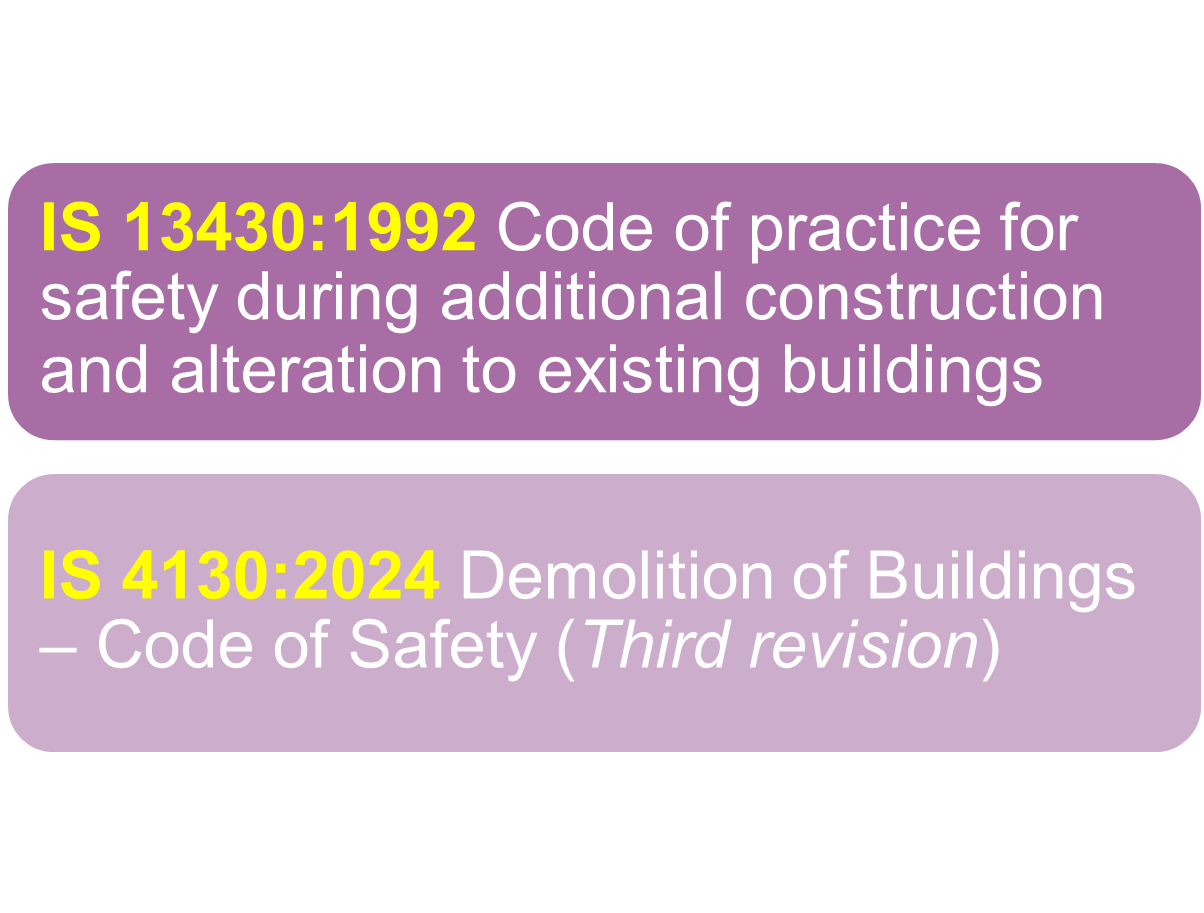 IS 13430:1992 Code of practice for
safety during additional construction
and alteration to existing buildings
IS 4130:2024 Demolition of Buildings
– Code of Safety (Third revision)